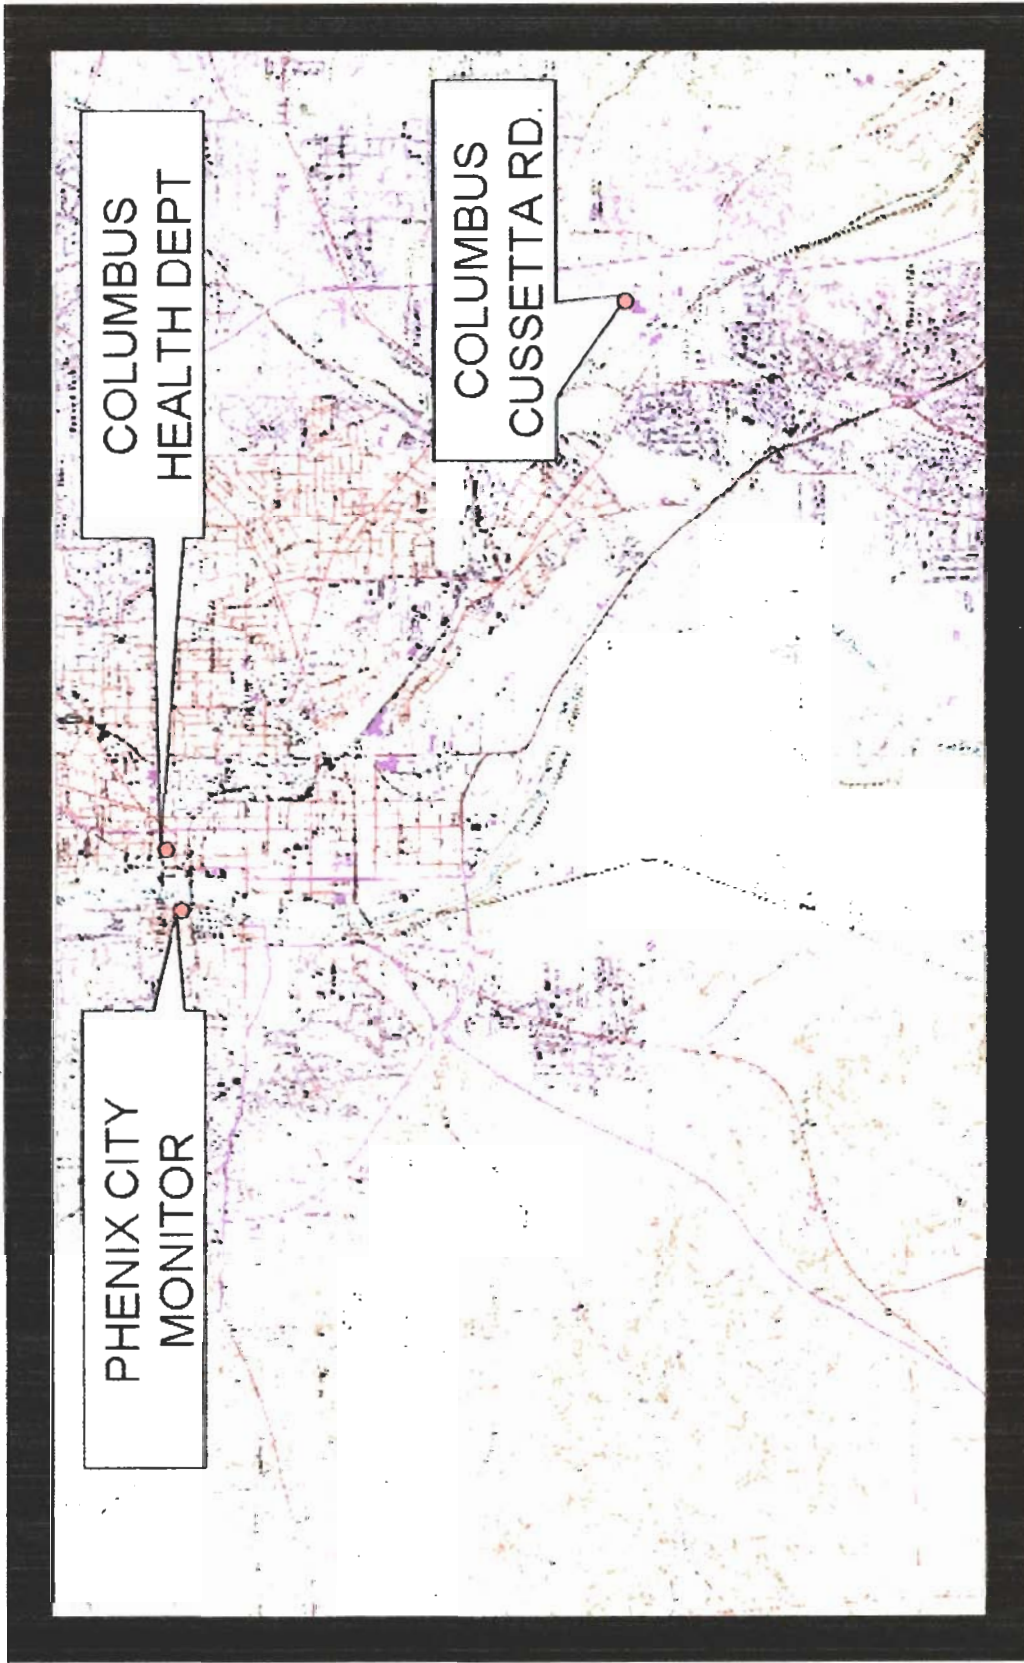 PHENIX CITY
MONITOR
COLUMBUS
HEALTH DEPT
COLUMBUS
CUSSETTA RD.